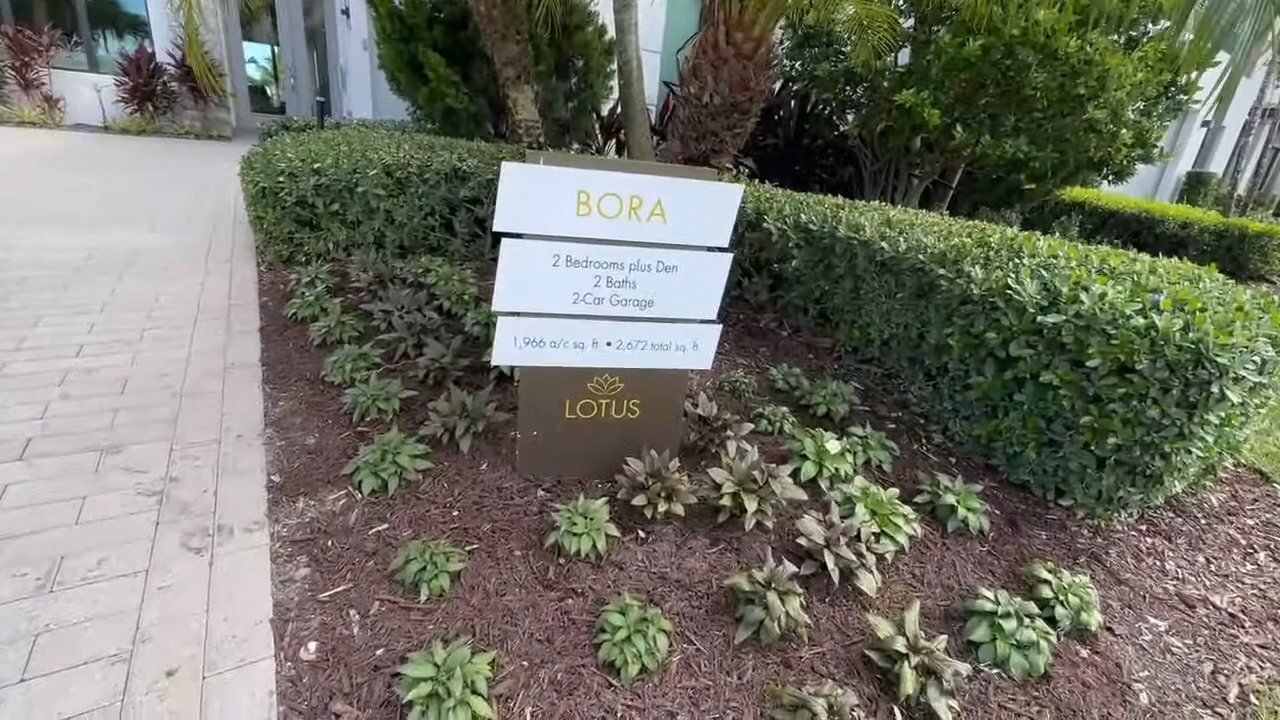 BORA
2 Bedrooms plus Den
2 Baths
2-Car Garage
1,966 a/c sq. ft. • 2,672 total sq. ft.
LOTUS